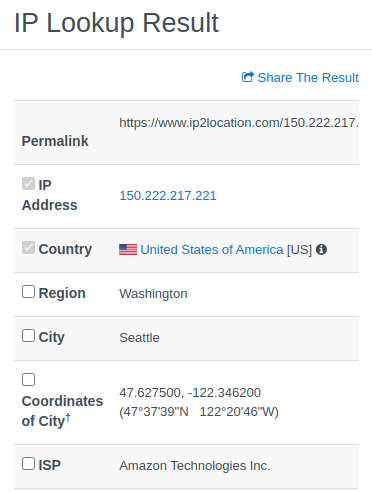 IP Lookup Result
Share The Result
Permalink https://www.ip2location.com/150.222.217.
IP Address 150.222.217.221
Country United States of America [US]
Region Washington
City Seattle
Coordinates of City† 47.627500, -122.346200
(47°37'39"N 122°20'46"W)
ISP Amazon Technologies Inc.